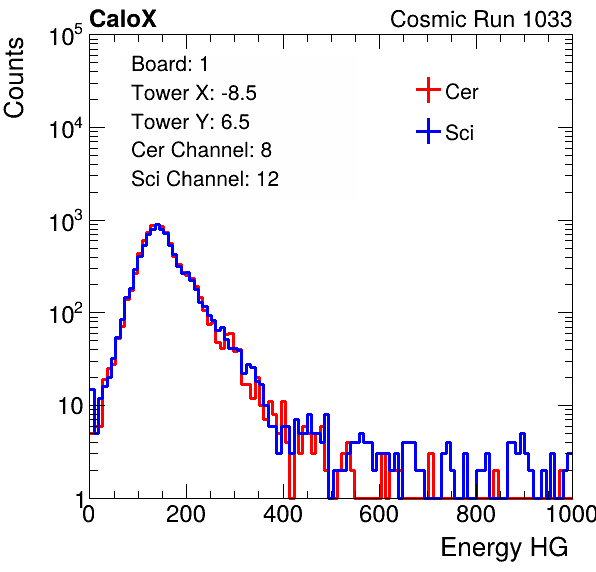 CaloX Cosmic Run 1033
Counts
Board: 1
Tower X: -8.5
Tower Y: 6.5
Cer Channel: 8
Sci Channel: 12
Cer
Sci
10^5
10^4
10^3
10^2
10
1
0 200 400 600 800 1000
Energy HG